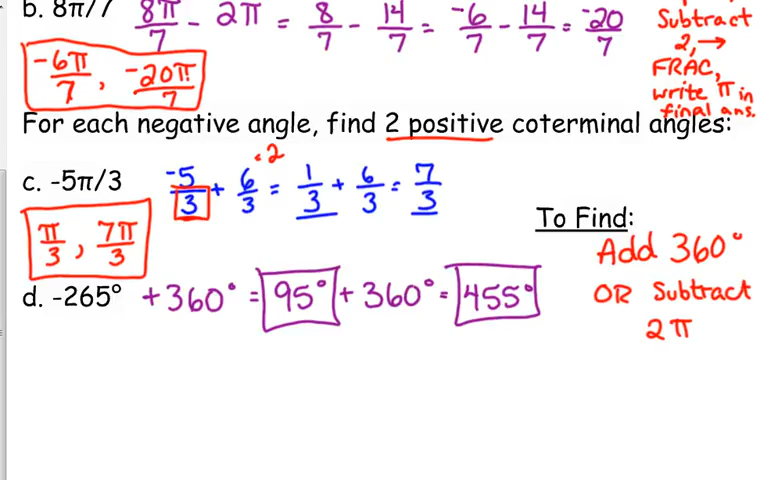 b. 8π/7 8π/7 - 2π = 8/7 - 14/7 = -6/7 - 14/7 = -20/7
-6π/7, -20π/7
Subtract
2, →
FRAC,
write π in
final ans.
For each negative angle, find 2 positive coterminal angles:
c. -5π/3 -5/3 + 6/3 = 1/3 + 6/3 = 7/3
·2
π/3, 7π/3
d. -265° +360° = 95° + 360° = 455°
To Find:
Add 360°
OR Subtract
2π